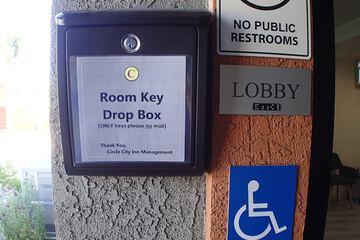 NO PUBLIC
RESTROOMS
C
Room Key
Drop Box
(ONLY keys please no mail)
Thank You,
Circle City Inn Management
LOBBY